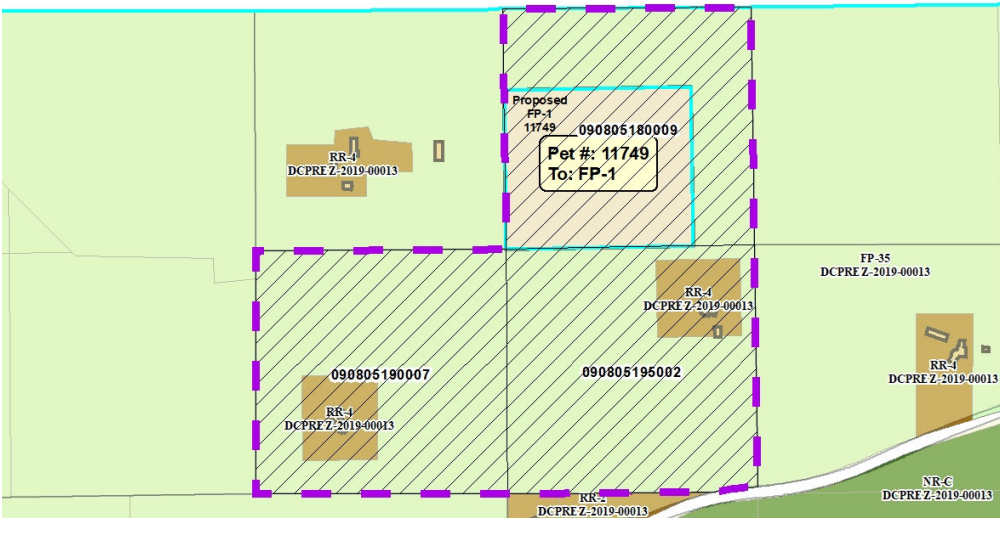 Proposed
FP-1
11749
090805180009
Pet #: 11749
To: FP-1
RR-4
DCPREZ-2019-00013
FP-35
DCPREZ-2019-00013
RR-4
DCPREZ-2019-00013
090805190007
090805195002
RR-4
DCPREZ-2019-00013
RR-4
DCPREZ-2019-00013
NR-C
DCPREZ-2019-00013
RR-2
DCPREZ-2019-00013